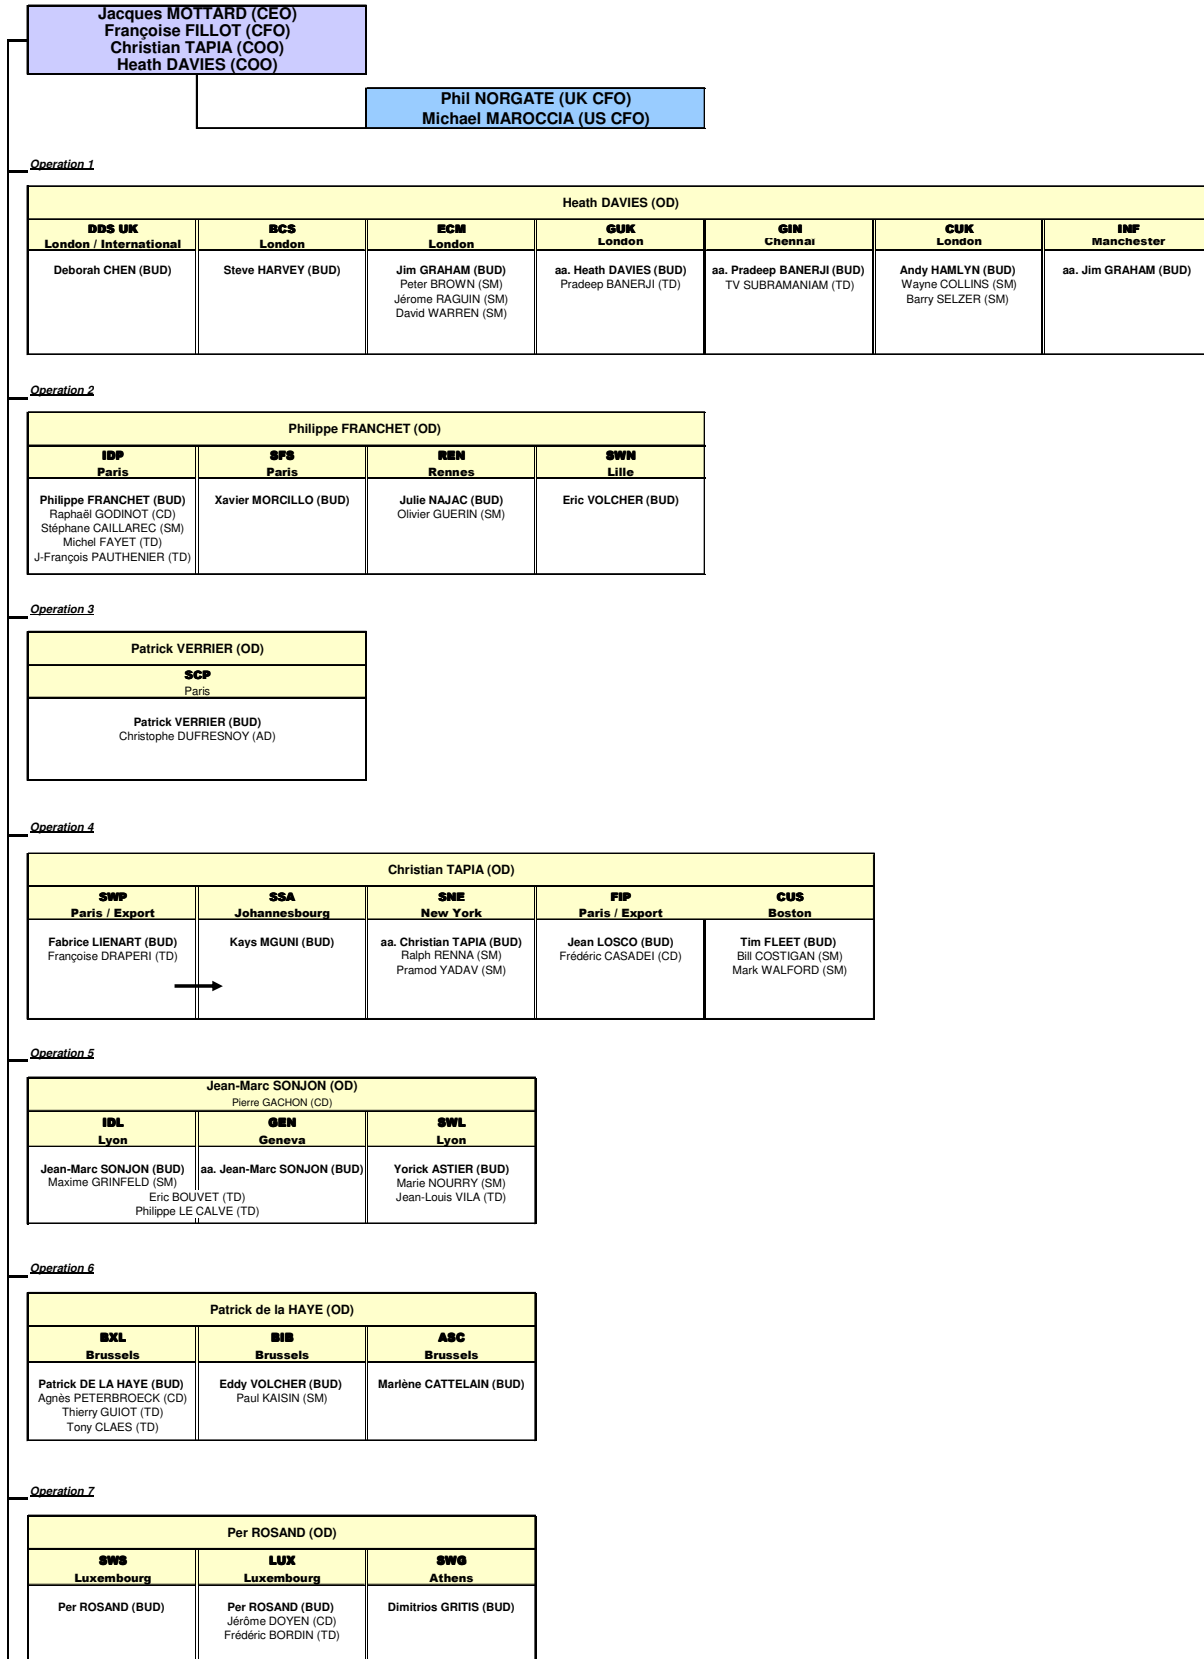 Jacques MOTTARD (CEO)
Françoise FILLOT (CFO)
Christian TAPIA (COO)
Heath DAVIES (COO)
Phil NORGATE (UK CFO)
Michael MAROCCIA (US CFO)
Operation 1
Heath DAVIES (OD)
DDS UK BCS ECM GUK GIN CUK INF
London / International London London London Chennai London Manchester
Deborah CHEN (BUD) Steve HARVEY (BUD) Jim GRAHAM (BUD) aa. Heath DAVIES (BUD) aa. Pradeep BANERJI (BUD) Andy HAMLYN (BUD) aa. Jim GRAHAM (BUD)
Peter BROWN (SM) Pradeep BANERJI (TD) TV SUBRAMANIAM (TD) Wayne COLLINS (SM)
Jérome RAGUIN (SM) Barry SELZER (SM)
David WARREN (SM)
Operation 2
Philippe FRANCHET (OD)
IDP SFS REN SWN
Paris Paris Rennes Lille
Philippe FRANCHET (BUD) Xavier MORCILLO (BUD) Julie NAJAC (BUD) Eric VOLCHER (BUD)
Raphaël GODINOT (CD) Olivier GUERIN (SM)
Stéphane CAILLAREC (SM)
Michel FAYET (TD)
J-François PAUTHENIER (TD)
Operation 3
Patrick VERRIER (OD)
SCP
Paris
Patrick VERRIER (BUD)
Christophe DUFRESNOY (AD)
Operation 4
Christian TAPIA (OD)
SWP SSA SNE FIP CUS
Paris / Export Johannesbourg New York Paris / Export Boston
Fabrice LIENART (BUD) Kays MGUNI (BUD) aa. Christian TAPIA (BUD) Jean LOSCO (BUD) Tim FLEET (BUD)
Françoise DRAPERI (TD) Ralph RENNA (SM) Frédéric CASADEI (CD) Bill COSTIGAN (SM)
Pramod YADAV (SM) Mark WALFORD (SM)
Operation 5
Jean-Marc SONJON (OD)
Pierre GACHON (CD)
IDL GEN SWL
Lyon Geneva Lyon
Jean-Marc SONJON (BUD) aa. Jean-Marc SONJON (BUD) Yorick ASTIER (BUD)
Maxime GRINFELD (SM) Marie NOURRY (SM)
Eric BOUVET (TD) Jean-Louis VILA (TD)
Philippe LE CALVE (TD)
Operation 6
Patrick de la HAYE (OD)
BXL BIB ASC
Brussels Brussels Brussels
Patrick DE LA HAYE (BUD) Eddy VOLCHER (BUD) Marlène CATTELAIN (BUD)
Agnès PETERBROECK (CD) Paul KAISIN (SM)
Thierry GUIOT (TD)
Tony CLAES (TD)
Operation 7
Per ROSAND (OD)
SWS LUX SWG
Luxembourg Luxembourg Athens
Per ROSAND (BUD) Per ROSAND (BUD) Dimitrios GRITIS (BUD)
Jérôme DOYEN (CD)
Frédéric BORDIN (TD)